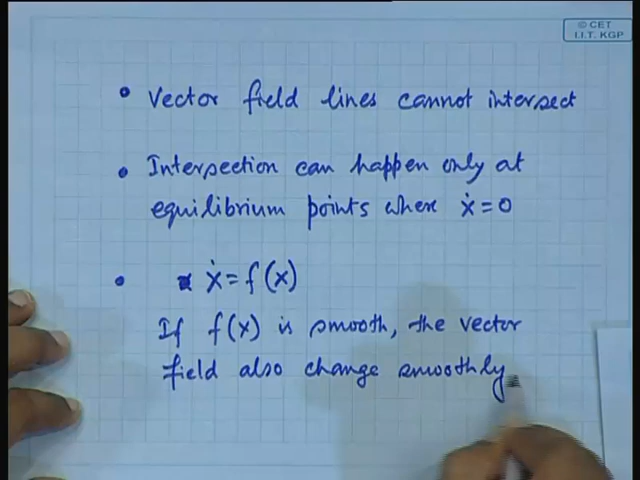 © CET
I.I.T. KGP
• Vector field lines cannot intersect
• Intersection can happen only at
equilibrium points where ẋ = 0
• ẋ = f(x)
If f(x) is smooth, the vector
field also change smoothly